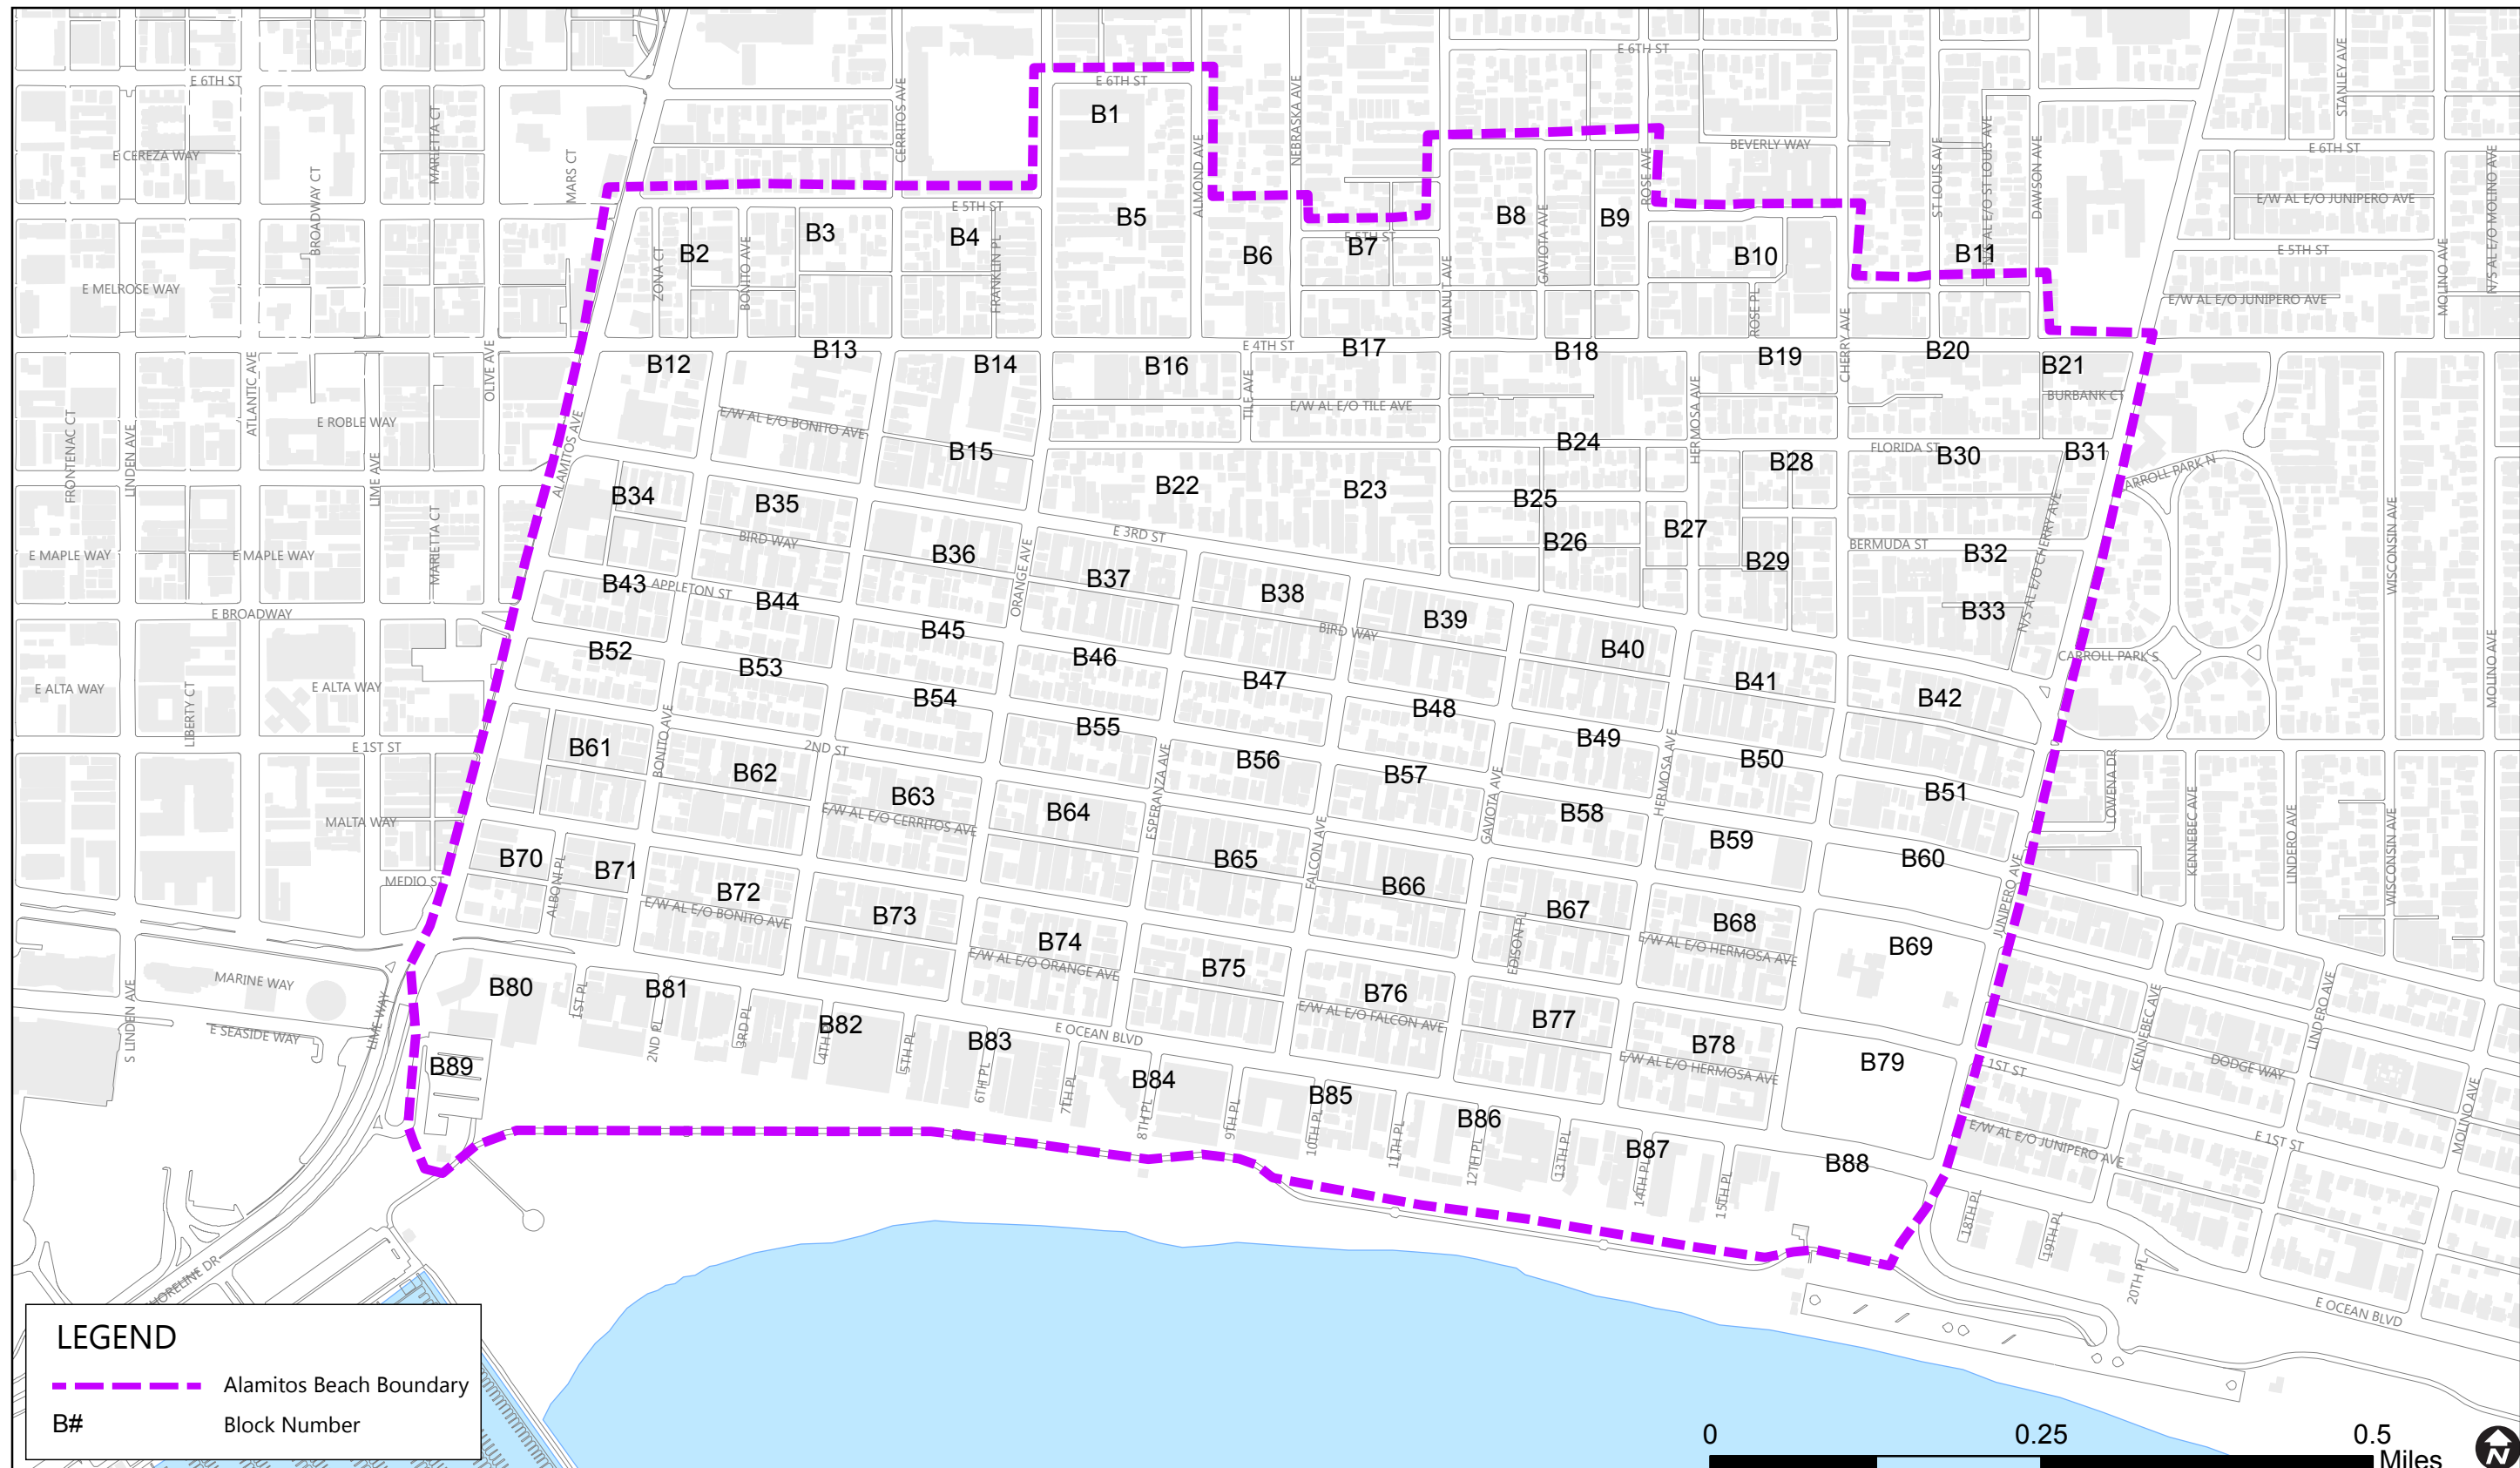 E 6TH ST
E 6TH ST
E 6TH ST
STANLEY AVE
CERRITOS AVE
NEBRASKA AVE
MARIETTA CT
B1
E CEREZA WAY
MARS CT
BROADWAY CT
ALMOND AVE
ROSE AVE
BEVERLY WAY
ST LOUIS AVE
N/S AL E/O ST LOUIS AVE
DAWSON AVE
E 6TH ST
N/S AL E/O MOLINO AVE
E/W AL E/O JUNIPERO AVE
E 5TH ST
B2
B3
B4
B5
B6
B7
E 5TH ST
B8
B9
B10
B11
E 5TH ST
ZONA CT
BONITO AVE
FRANKLIN PL
WALNUT AVE
GAVIOTA AVE
ROSE PL
CHERRY AVE
MOLINO AVE
E MELROSE WAY
E/W AL E/O JUNIPERO AVE
E 4TH ST
B12
B13
B14
B16
B17
B18
B19
B20
B21
OLIVE AVE
ATLANTIC AVE
TILE AVE
E/W AL E/O TILE AVE
HERMOSA AVE
BURBANK CT
E ROBLE WAY
E/W AL E/O BONITO AVE
FRONTENAC CT
LINDEN AVE
LIME AVE
ALAMITOS AVE
B15
B24
FLORIDA ST
B28
B30
B31
B34
B35
B22
B23
B25
B26
B27
B29
ARROLL PARK N
WISCONSIN AVE
E MAPLE WAY
E MAPLE WAY
MARIETTA CT
BIRD WAY
B36
ORANGE AVE
E 3RD ST
BERMUDA ST
B32
N/S AL E/O CHERRY AVE
B33
B43
APPLETON ST
B44
B37
B38
B39
BIRD WAY
B40
E BROADWAY
B45
B46
B47
B48
B41
B42
CARROLL PARK S
MOLINO AVE
E ALTA WAY
LIBERTY CT
E ALTA WAY
B52
B53
B54
B55
B56
B57
B49
B50
B51
E 1ST ST
B61
BONITO AVE
B62
2ND ST
B63
E/W AL E/O CERRITOS AVE
B64
ESPERANZA AVE
GAVIOTA AVE
HERMOSA AVE
B58
B59
B60
LOWENA DR
KENNEBEC AVE
LINDERO AVE
WISCONSIN AVE
MALTA WAY
B65
FALCON AVE
B66
MEDIO ST
B70
ALBONI PL
B71
B72
E/W AL E/O BONITO AVE
B73
B74
E/W AL E/O ORANGE AVE
B75
B76
E/W AL E/O FALCON AVE
B67
EDISON PL
B68
E/W AL E/O HERMOSA AVE
B69
JUNIPERO AVE
MARINE WAY
E SEASIDE WAY
S LINDEN AVE
LIME WAY
B80
1ST PL
B81
2ND PL
3RD PL
B82
4TH PL
5TH PL
B83
6TH PL
7TH PL
E OCEAN BLVD
B84
8TH PL
9TH PL
B85
10TH PL
11TH PL
B86
12TH PL
13TH PL
B77
B78
E/W AL E/O HERMOSA AVE
B79
B87
14TH PL
15TH PL
B88
B89
1ST ST
KENNEBEC AVE
LINDERO AVE
DODGE WAY
E 1ST ST
MOLINO AVE
E/W AL E/O JUNIPERO AVE
18TH PL
19TH PL
20TH PL
E OCEAN BLVD
HORELINE DR
LEGEND
Alamitos Beach Boundary
B# Block Number
0 0.25 0.5
Miles
N